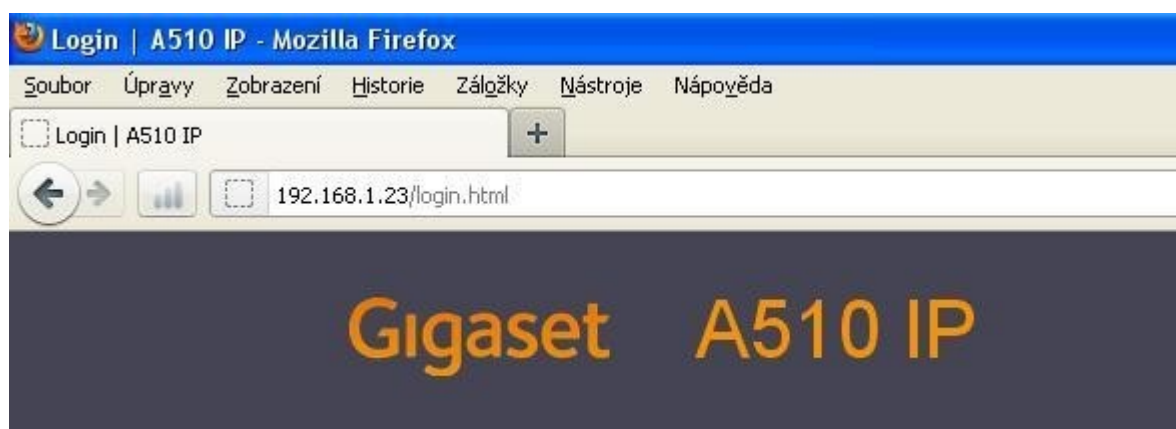 Login | A510 IP - Mozilla Firefox
Soubor Úpravy Zobrazení Historie Záložky Nástroje Nápověda
Login | A510 IP
192.168.1.23/login.html
Gigaset A510 IP